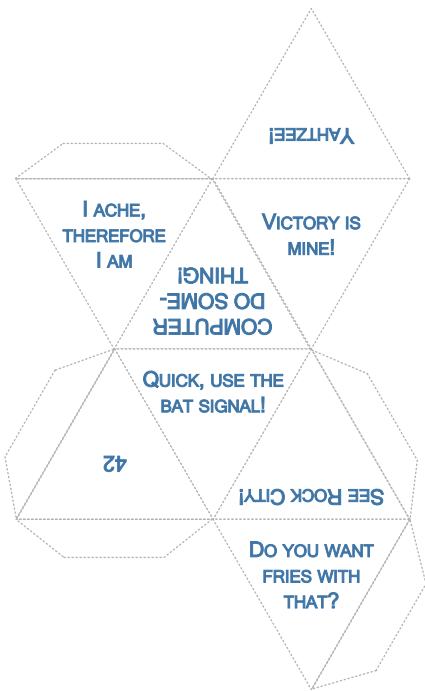 YAHTZEE!
I ACHE,
THEREFORE
I AM
VICTORY IS
MINE!
COMPUTER
DO SOME-
THING!
QUICK, USE THE
BAT SIGNAL!
42
SEE ROCK CITY!
DO YOU WANT
FRIES WITH
THAT?